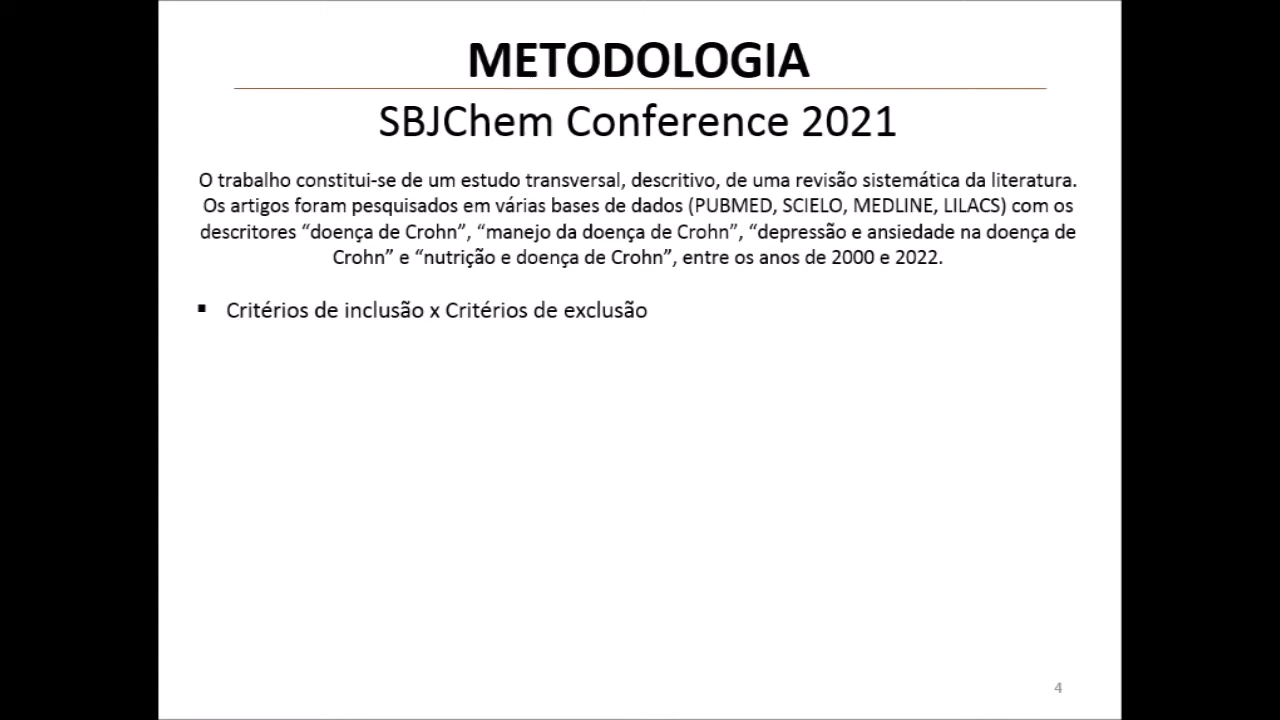 METODOLOGIA
SBJChem Conference 2021
O trabalho constitui-se de um estudo transversal, descritivo, de uma revisão sistemática da literatura.
Os artigos foram pesquisados em várias bases de dados (PUBMED, SCIELO, MEDLINE, LILACS) com os
descritores “doença de Crohn”, “manejo da doença de Crohn”, “depressão e ansiedade na doença de
Crohn” e “nutrição e doença de Crohn”, entre os anos de 2000 e 2022.
▪ Critérios de inclusão x Critérios de exclusão
4